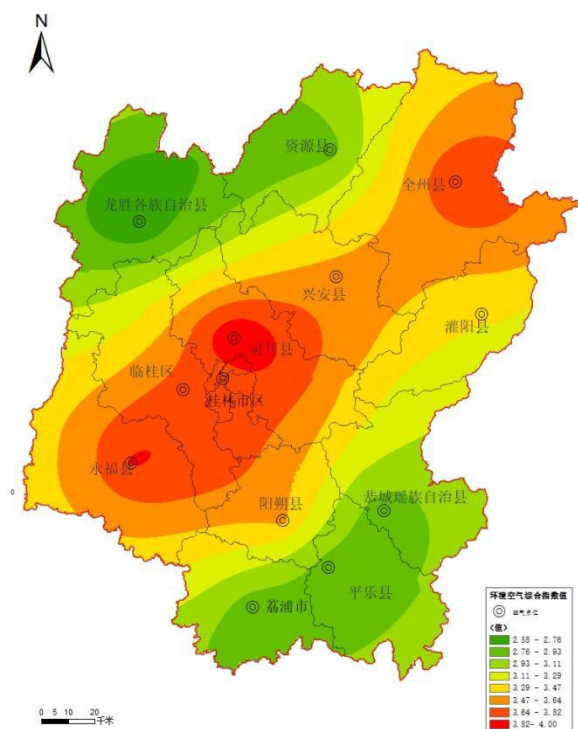 N
资源县
全州县
龙胜各族自治县
兴安县
灌阳县
灵川县
临桂区
桂林市区
永福县
阳朔县
恭城瑶族自治县
平乐县
荔浦市
0
环境空气综合指数值
空气点位
<值>
2.58 - 2.76
2.76 - 2.93
2.93 - 3.11
3.11 - 3.29
3.29 - 3.47
3.47 - 3.64
3.64 - 3.82
3.82- 4.00
0 5 10 20
千米